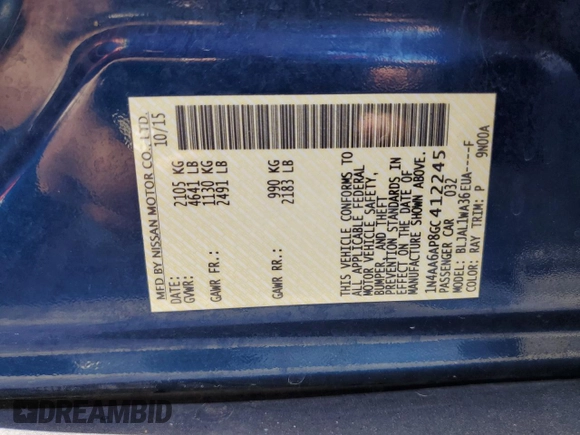 MFD BY NISSAN MOTOR CO., LTD.
DATE: 10/15
GVWR: 2105 KG
4641 LB
GAWR FR: 1130 KG
2491 LB
GAWR RR: 990 KG
2183 LB
THIS VEHICLE CONFORMS TO
ALL APPLICABLE FEDERAL
MOTOR VEHICLE SAFETY,
BUMPER, AND THEFT
PREVENTION STANDARDS IN
EFFECT ON THE DATE OF
MANUFACTURE SHOWN ABOVE.
1N4AA6AP8GC412245
PASSENGER CAR D32
MODEL: BLJALLWA36EUA----F
COLOR: RAY TRIM: P 9N00A
DREAMBID